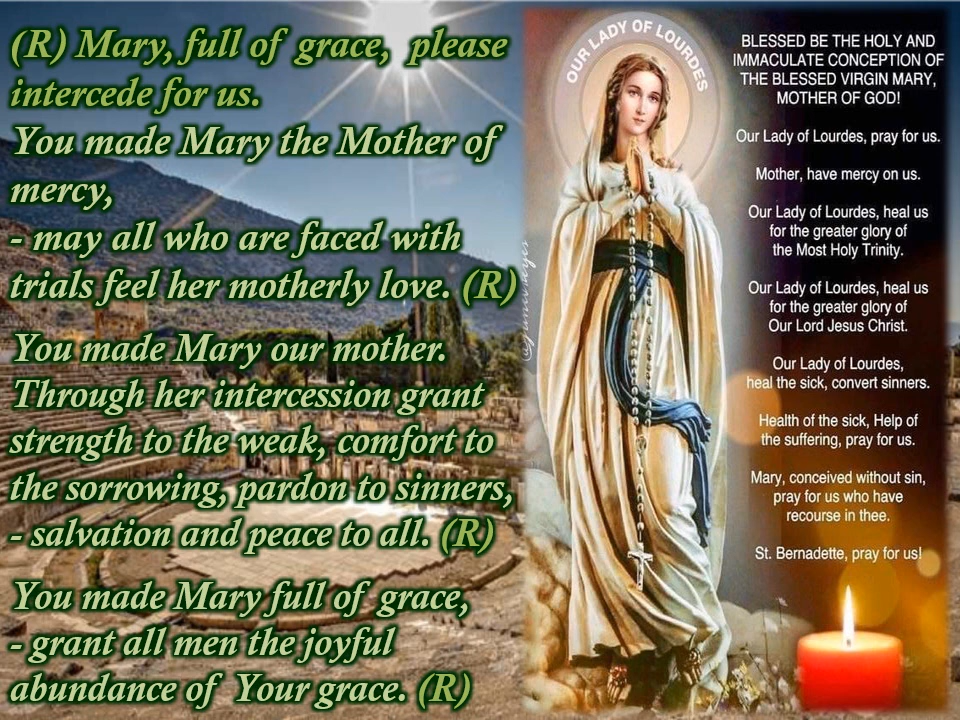 (R) Mary, full of grace, please
intercede for us.
You made Mary the Mother of
mercy,
- may all who are faced with
trials feel her motherly love. (R)
You made Mary our mother.
Through her intercession grant
strength to the weak, comfort to
the sorrowing, pardon to sinners,
- salvation and peace to all. (R)
You made Mary full of grace,
- grant all men the joyful
abundance of Your grace. (R)
OUR LADY OF LOURDES
BLESSED BE THE HOLY AND
IMMACULATE CONCEPTION OF
THE BLESSED VIRGIN MARY,
MOTHER OF GOD!
Our Lady of Lourdes, pray for us.
Mother, have mercy on us.
Our Lady of Lourdes, heal us
for the greater glory of
the Most Holy Trinity.
Our Lady of Lourdes, heal us
for the greater glory of
Our Lord Jesus Christ.
Our Lady of Lourdes,
heal the sick, convert sinners.
Health of the sick, Help of
the suffering, pray for us.
Mary, conceived without sin,
pray for us who have
recourse in thee.
St. Bernadette, pray for us!